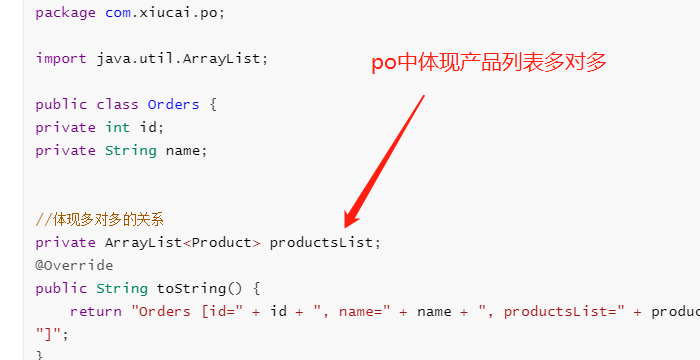 package com.xiucai.po;
import java.util.ArrayList;
po中体现产品列表多对多
public class Orders {
private int id;
private String name;
//体现多对多的关系
private ArrayList<Product> productsList;
@Override
public String toString() {
return "Orders [id=" + id + ", name=" + name + ", productsList=" + produc
"]";
}